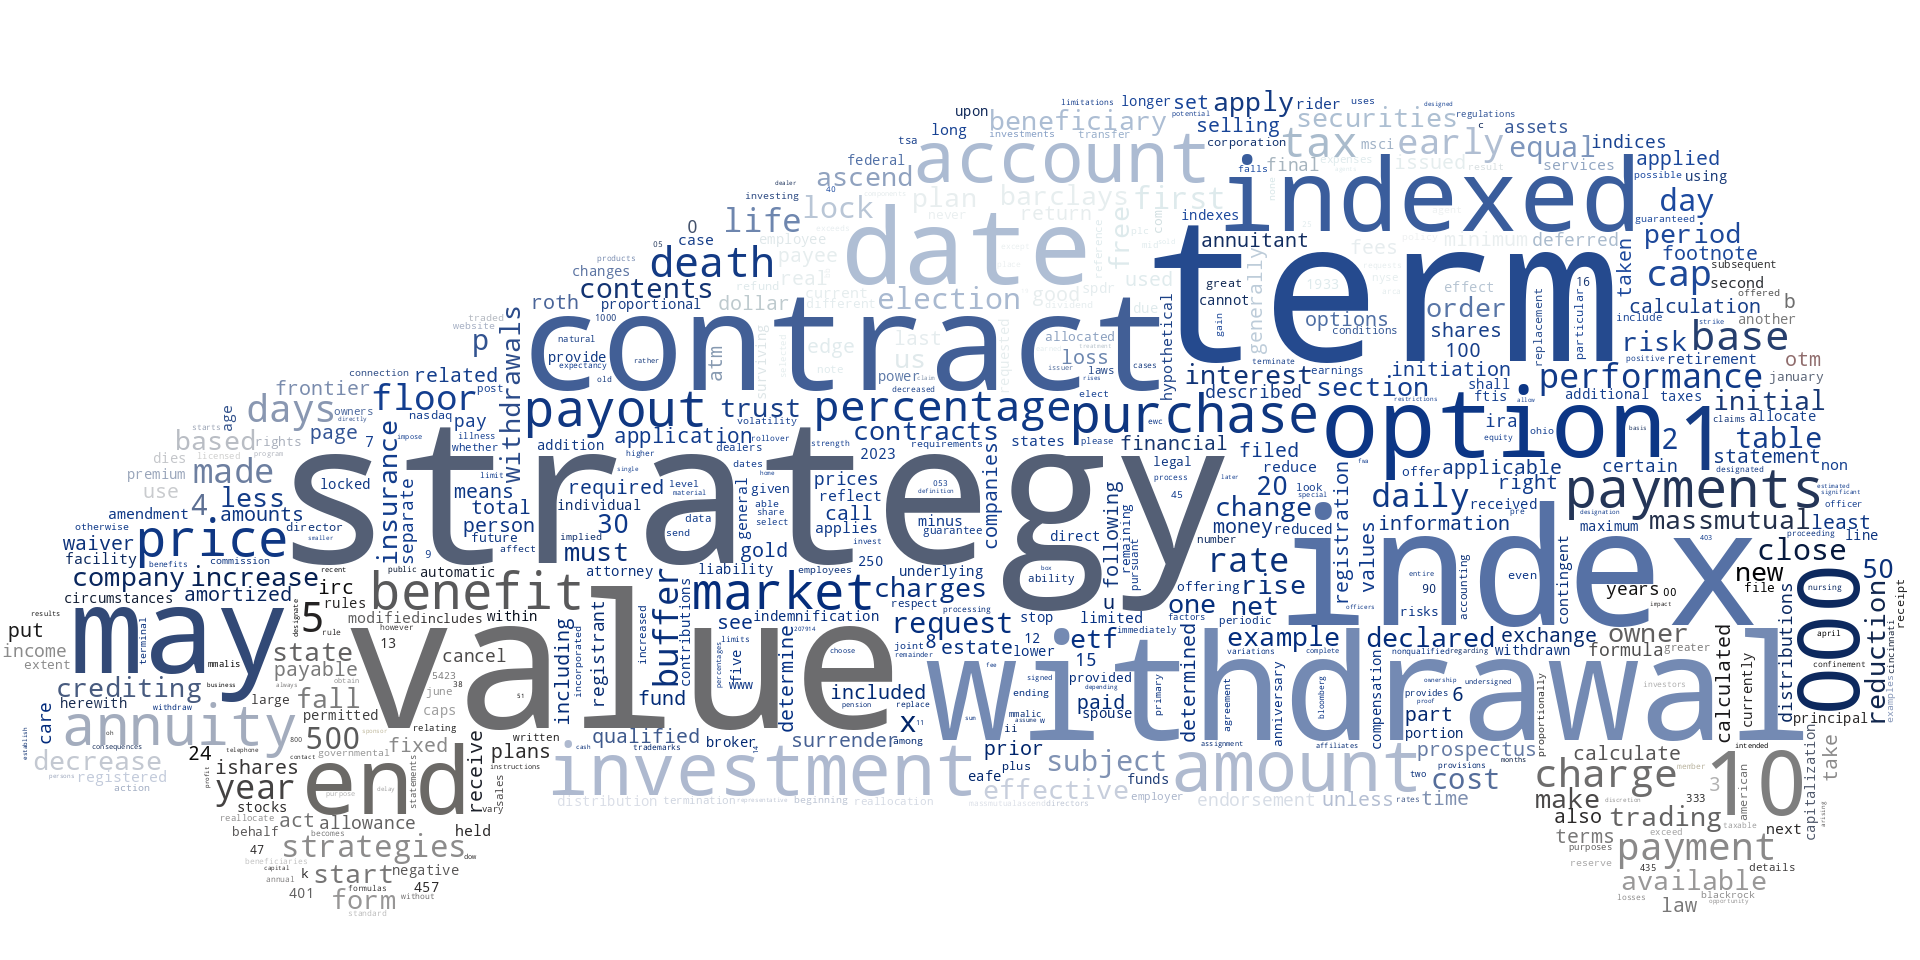 limitations longer set apply rider uses designed
upon beneficiary potential securities regulations
long investments transfer selling c assets
tsa account corporation tax msci early equal indices
federal falls final expenses issued result services applied
ascend indexed possible using
dealer investing 40 life lock plan barclays first day
0 never return free indexes guaranteed
case employee date com annuitant fees policy minimum deferred period
05 death payee reference plc term taken footnote
products changes contents real mid used generally nyse cap subsequent
refund current spdr great 1933 effect second
roth proportional dollar different election good dividend cannot order replacement particular 16 calculation offered b
traded website 1000 contract due hypothetical gain options shares include strike another
p withdrawals natural last allocated conditions base
provide rather edge us loss 100 risk
connection related atm surviving requested issuer laws cases interest terminate earnings initiation positive retirement otm
frontier post expectancy old note power claim rises elect described section performance january
age owners floor nasdaq payout trust percentage purchase option shall ftis allow additional taxes initial
days directly pay volatility decreased please ewc restrictions ira 1 claims allocate
starts based rights page 7 impose illness application rollover strength contracts requirements states financial equity ohio 2 basis table
dies licensed program whether addition dealers 2023 filed certain statement non
premium made locked insurance limit higher single dates home companies legal reduce offer applicable designated
use 4 less means strategy required level material given prices process 20 look special daily right received payments estimated significant
amendment amounts separate total individual able reflect 053 definition 45 change registration officer
otherwise director person 30 data general share call minus direct following remaining money reduced information pre maximum massmutual least
waiver price smaller future must send select applies guarantee number values designation 403 proceeding line
facility benefits commission 9 affect implied gold invest pursuant rate accounting index close
company increase recent public automatic attorney liability employees 250 underlying box ability offering rise entire even contingent new 50
circumstances amortized irc benefit buffer market charges u 90 years 00 file nursing receipt
results may designate 5 rules modified includes within registrant contributions respect processing limited one net risks impact 000 reduction
put terminal rule however see indemnification request stop periodic factors officers april
income state 13 value including increased limits 207914 8 12 etf immediately example declared exchange owner
extent mmalis payable cancel incorporated determine five joint estate lower variations complete nonqualified regarding withdrawn formula greater confinement cincinnati
crediting business always 5423 38 fund percentages choose remainder 15 withdrawal calculated distributions
herewith withdraw large fall june www included signed provided determined anniversary bloomberg compensation ownership undersigned investors examples
care annuity permitted caps 51 pension replace mmalic ending depending paid primary agreement provides 6 proof proportionally currently
oh 500 relating x 11 assume w spouse part principal
establish consequences 800 telephone sponsor fixed written qualified trademarks broker 14 surrender among sum ii assignment affiliates portion
decrease 24 governmental receive plans cash prior subject prospectus calculate intended take
persons registered ishares contact obtain instructions investment plus provisions months charge member capitalization
action profit year end statements sales eafe funds amount two cost 3 american 10
stocks purpose delay vary distribution termination representative beginning reallocation effective employer endorsement unless rates time make discretion 333
reallocate act allowance massmutualascend directors also trading arising
behalf becomes held terms exceed taxable next
47 strategies dow purposes payment
beneficiaries capital reserve 435 details
annual k start negative available blackrock
401 formulas 457 losses opportunity
form without law
standard